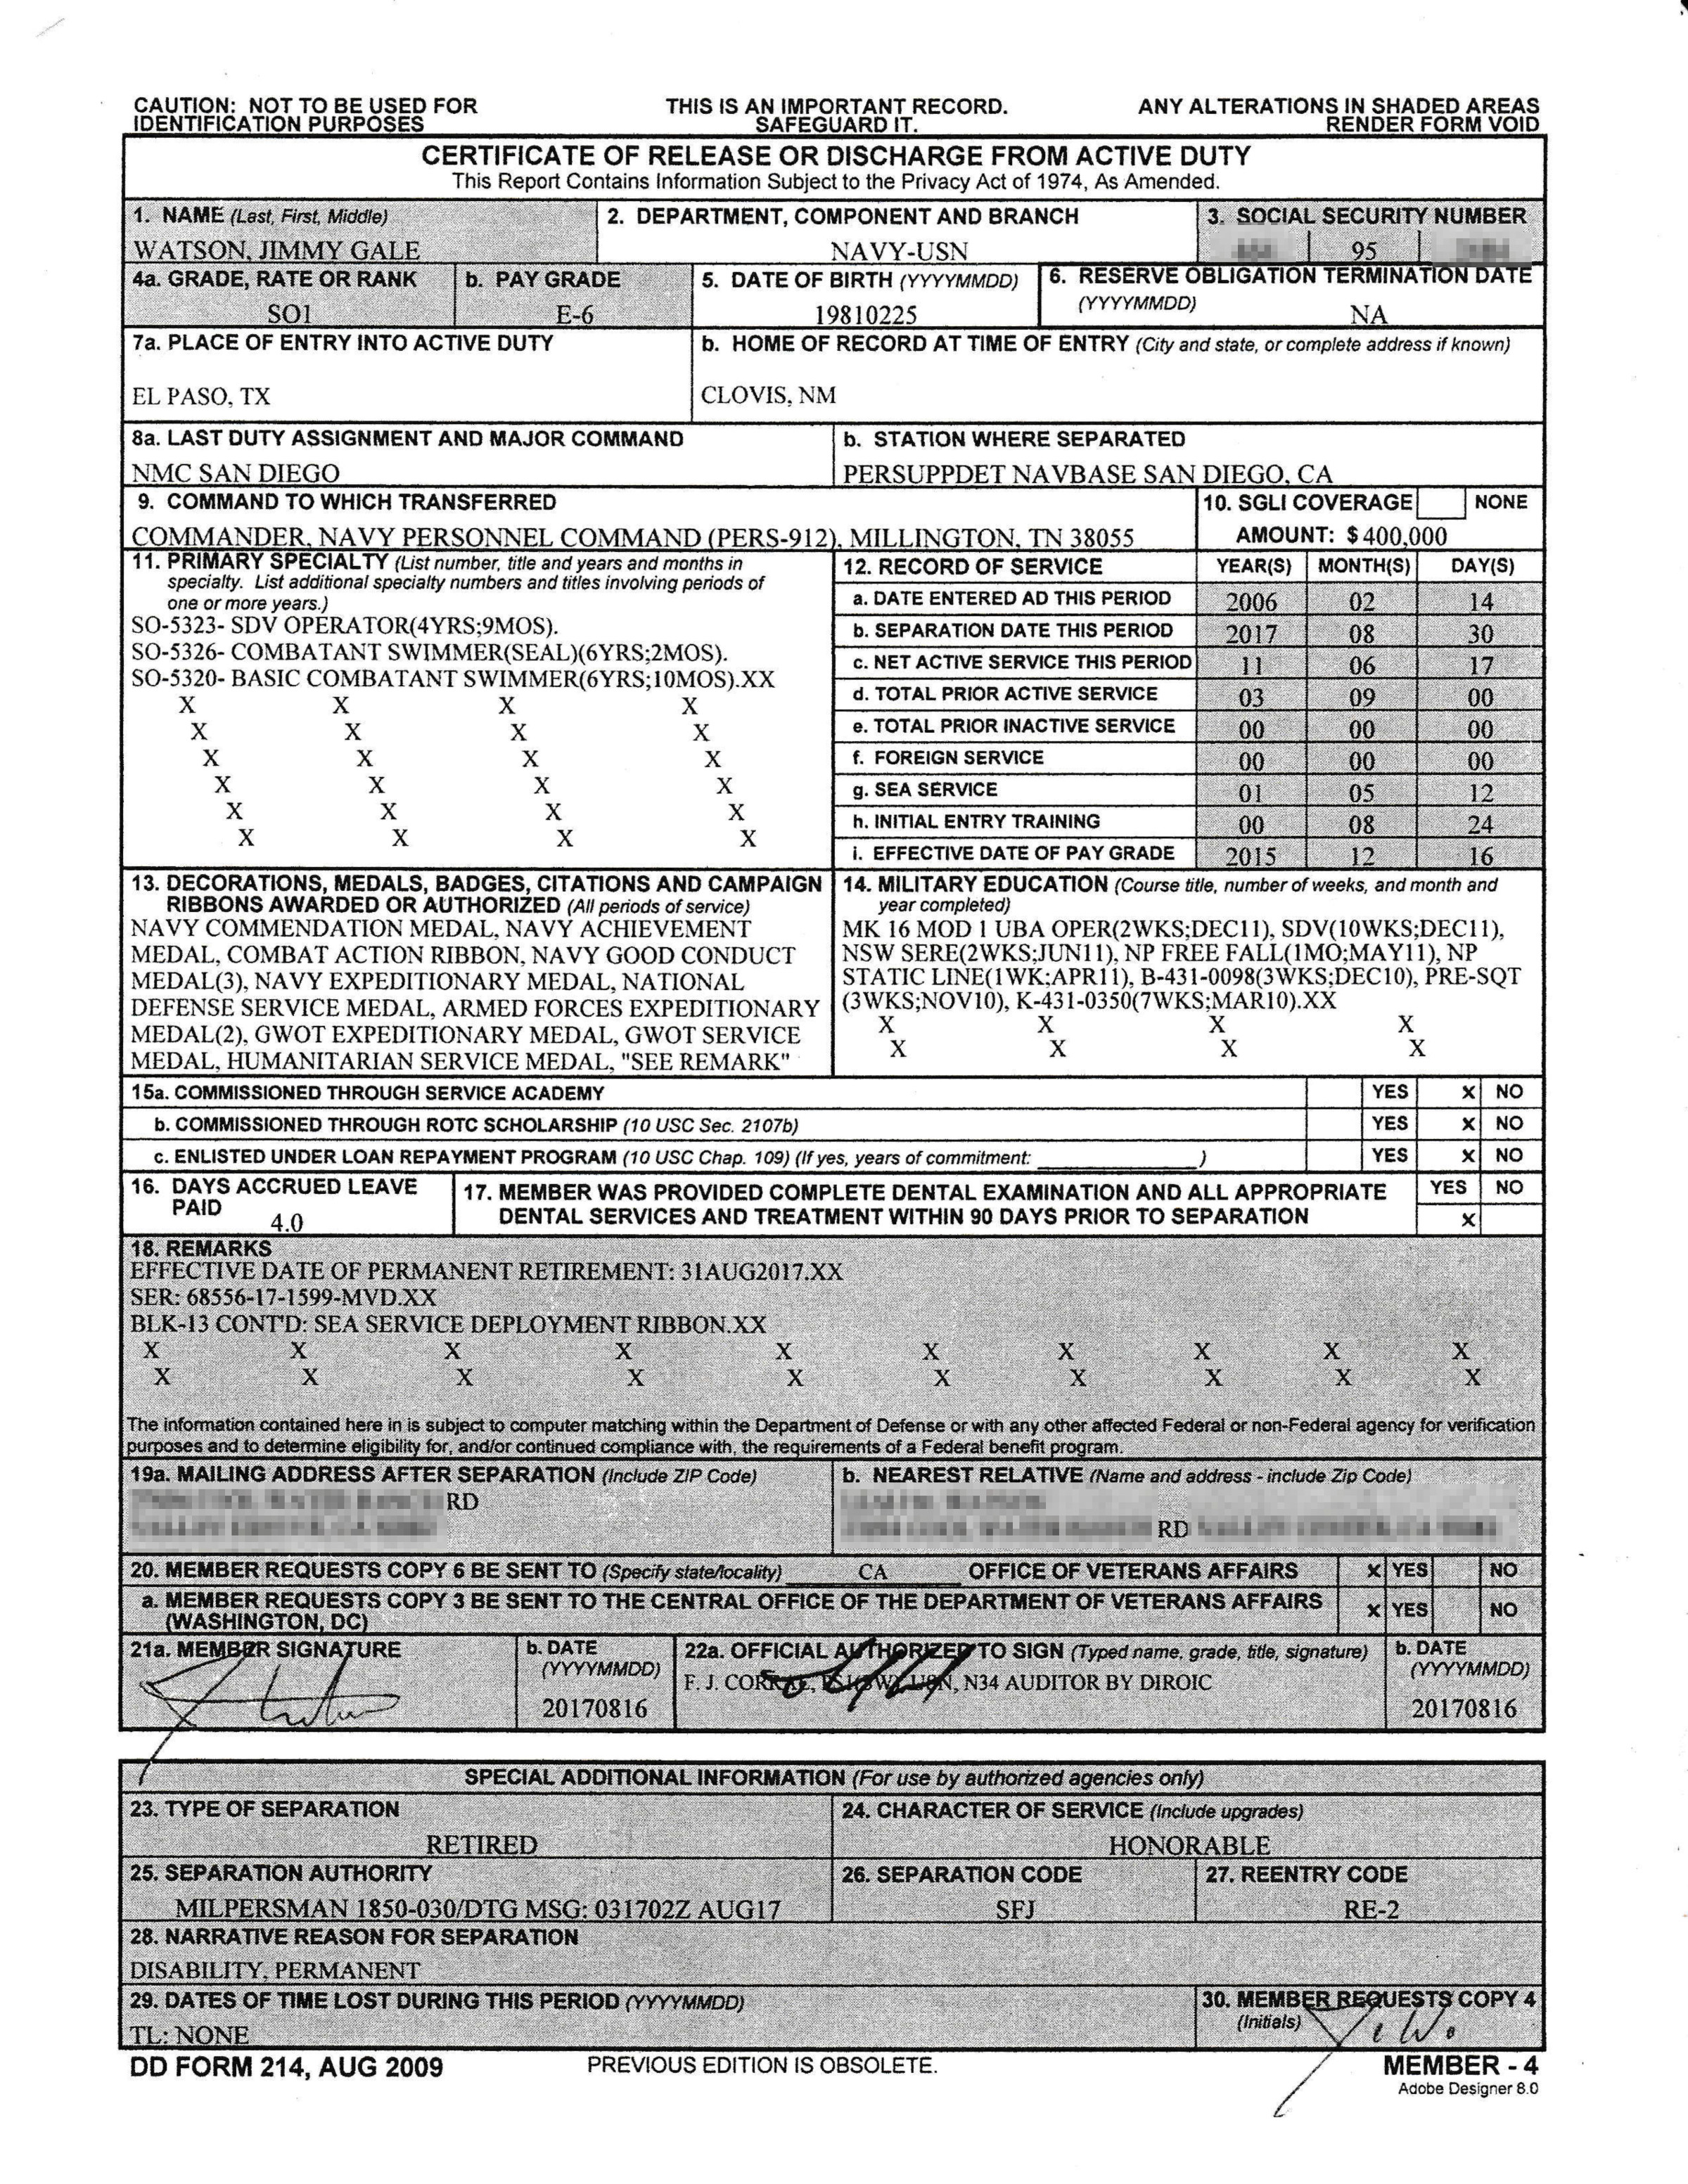 CAUTION: NOT TO BE USED FOR IDENTIFICATION PURPOSES
THIS IS AN IMPORTANT RECORD. SAFEGUARD IT.
ANY ALTERATIONS IN SHADED AREAS RENDER FORM VOID
CERTIFICATE OF RELEASE OR DISCHARGE FROM ACTIVE DUTY
This Report Contains Information Subject to the Privacy Act of 1974, As Amended.
1. NAME (Last, First, Middle)
WATSON, JIMMY GALE
2. DEPARTMENT, COMPONENT AND BRANCH
NAVY-USN
3. SOCIAL SECURITY NUMBER
95
4a. GRADE, RATE OR RANK
SO1
b. PAY GRADE
E-6
5. DATE OF BIRTH (YYYYMMDD)
19810225
6. RESERVE OBLIGATION TERMINATION DATE
(YYYYMMDD)
NA
7a. PLACE OF ENTRY INTO ACTIVE DUTY
EL PASO, TX
b. HOME OF RECORD AT TIME OF ENTRY (City and state, or complete address if known)
CLOVIS, NM
8a. LAST DUTY ASSIGNMENT AND MAJOR COMMAND
NMC SAN DIEGO
b. STATION WHERE SEPARATED
PERSUPPDET NAVBASE SAN DIEGO, CA
9. COMMAND TO WHICH TRANSFERRED
COMMANDER, NAVY PERSONNEL COMMAND (PERS-912), MILLINGTON, TN 38055
10. SGLI COVERAGE NONE
AMOUNT: $ 400,000
11. PRIMARY SPECIALTY (List number, title and years and months in
specialty. List additional specialty numbers and titles involving periods of
one or more years.)
SO-5323- SDV OPERATOR(4YRS;9MOS).
SO-5326- COMBATANT SWIMMER(SEAL)(6YRS;2MOS).
SO-5320- BASIC COMBATANT SWIMMER(6YRS;10MOS).XX
X X X X
X X X X
X X X X
X X X X
X X X X
X X X X
12. RECORD OF SERVICE YEAR(S) MONTH(S) DAY(S)
a. DATE ENTERED AD THIS PERIOD 2006 02 14
b. SEPARATION DATE THIS PERIOD 2017 08 30
c. NET ACTIVE SERVICE THIS PERIOD 11 06 17
d. TOTAL PRIOR ACTIVE SERVICE 03 09 00
e. TOTAL PRIOR INACTIVE SERVICE 00 00 00
f. FOREIGN SERVICE 00 00 00
g. SEA SERVICE 01 05 12
h. INITIAL ENTRY TRAINING 00 08 24
i. EFFECTIVE DATE OF PAY GRADE 2015 12 16
13. DECORATIONS, MEDALS, BADGES, CITATIONS AND CAMPAIGN
RIBBONS AWARDED OR AUTHORIZED (All periods of service)
NAVY COMMENDATION MEDAL, NAVY ACHIEVEMENT
MEDAL, COMBAT ACTION RIBBON, NAVY GOOD CONDUCT
MEDAL(3), NAVY EXPEDITIONARY MEDAL, NATIONAL
DEFENSE SERVICE MEDAL, ARMED FORCES EXPEDITIONARY
MEDAL(2), GWOT EXPEDITIONARY MEDAL, GWOT SERVICE
MEDAL, HUMANITARIAN SERVICE MEDAL, "SEE REMARK"
14. MILITARY EDUCATION (Course title, number of weeks, and month and
year completed)
MK 16 MOD 1 UBA OPER(2WKS;DEC11), SDV(10WKS;DEC11),
NSW SERE(2WKS;JUN11), NP FREE FALL(1MO;MAY11), NP
STATIC LINE(1WK;APR11), B-431-0098(3WKS;DEC10), PRE-SQT
(3WKS;NOV10), K-431-0350(7WKS;MAR10).XX
X X X X
X X X X
15a. COMMISSIONED THROUGH SERVICE ACADEMY YES X NO
b. COMMISSIONED THROUGH ROTC SCHOLARSHIP (10 USC Sec. 2107b) YES X NO
c. ENLISTED UNDER LOAN REPAYMENT PROGRAM (10 USC Chap. 109) (If yes, years of commitment: ) YES X NO
16. DAYS ACCRUED LEAVE
PAID 4.0
17. MEMBER WAS PROVIDED COMPLETE DENTAL EXAMINATION AND ALL APPROPRIATE
DENTAL SERVICES AND TREATMENT WITHIN 90 DAYS PRIOR TO SEPARATION
YES NO
X
18. REMARKS
EFFECTIVE DATE OF PERMANENT RETIREMENT: 31AUG2017.XX
SER: 68556-17-1599-MVD.XX
BLK-13 CONT'D: SEA SERVICE DEPLOYMENT RIBBON.XX
X X X X X X X X X X
X X X X X X X X X X
The information contained here in is subject to computer matching within the Department of Defense or with any other affected Federal or non-Federal agency for verification
purposes and to determine eligibility for, and/or continued compliance with, the requirements of a Federal benefit program.
19a. MAILING ADDRESS AFTER SEPARATION (Include ZIP Code)
RD
b. NEAREST RELATIVE (Name and address - include Zip Code)
RD
20. MEMBER REQUESTS COPY 6 BE SENT TO (Specify state/locality) CA OFFICE OF VETERANS AFFAIRS X YES NO
a. MEMBER REQUESTS COPY 3 BE SENT TO THE CENTRAL OFFICE OF THE DEPARTMENT OF VETERANS AFFAIRS
(WASHINGTON, DC) X YES NO
21a. MEMBER SIGNATURE
b. DATE
(YYYYMMDD)
20170816
22a. OFFICIAL AUTHORIZED TO SIGN (Typed name, grade, title, signature)
F. J. N34 AUDITOR BY DIROIC
b. DATE
(YYYYMMDD)
20170816
SPECIAL ADDITIONAL INFORMATION (For use by authorized agencies only)
23. TYPE OF SEPARATION
RETIRED
24. CHARACTER OF SERVICE (Include upgrades)
HONORABLE
25. SEPARATION AUTHORITY
MILPERSMAN 1850-030/DTG MSG: 031702Z AUG17
26. SEPARATION CODE
SFJ
27. REENTRY CODE
RE-2
28. NARRATIVE REASON FOR SEPARATION
DISABILITY, PERMANENT
29. DATES OF TIME LOST DURING THIS PERIOD (YYYYMMDD)
TL: NONE
30. MEMBER REQUESTS COPY 4
(Initials)
DD FORM 214, AUG 2009
PREVIOUS EDITION IS OBSOLETE.
MEMBER - 4
Adobe Designer 8.0